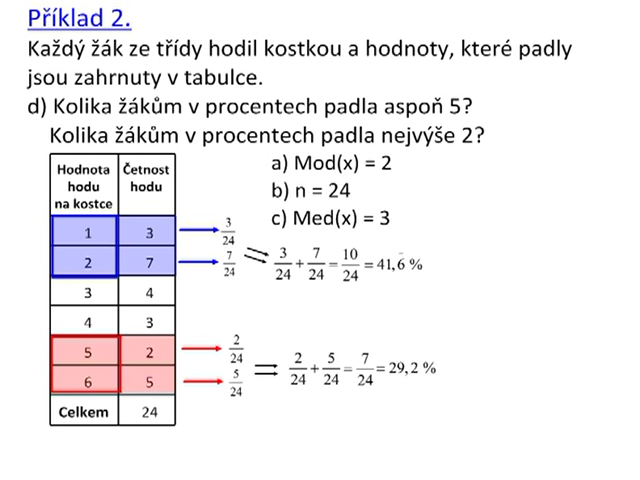 Příklad 2.
Každý žák ze třídy hodil kostkou a hodnoty, které padly
jsou zahrnuty v tabulce.
d) Kolika žákům v procentech padla aspoň 5?
Kolika žákům v procentech padla nejvýše 2?
a) Mod(x) = 2
b) n = 24
c) Med(x) = 3
Hodnota hodu na kostce Četnost hodu
1 3 3/24
2 7 7/24
3/24 + 7/24 = 10/24 = 41,6̄ %
3 4
4 3
5 2 2/24
6 5 5/24
2/24 + 5/24 = 7/24 = 29,2 %
Celkem 24